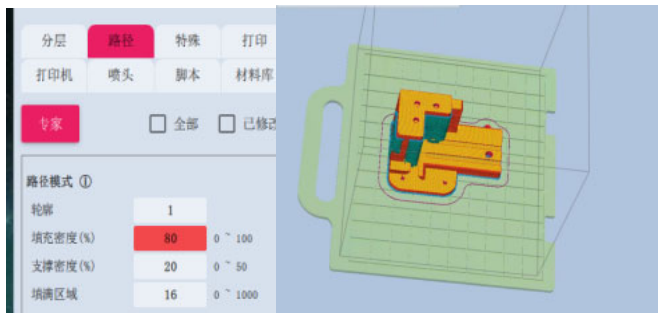 分层 路径 特殊 打印
打印机 喷头 脚本 材料库
专家 全部 已修改
路径模式 ⓘ
轮廓 1
填充密度(%) 80 0 ~ 100
支撑密度(%) 20 0 ~ 50
填满区域 16 0 ~ 1000